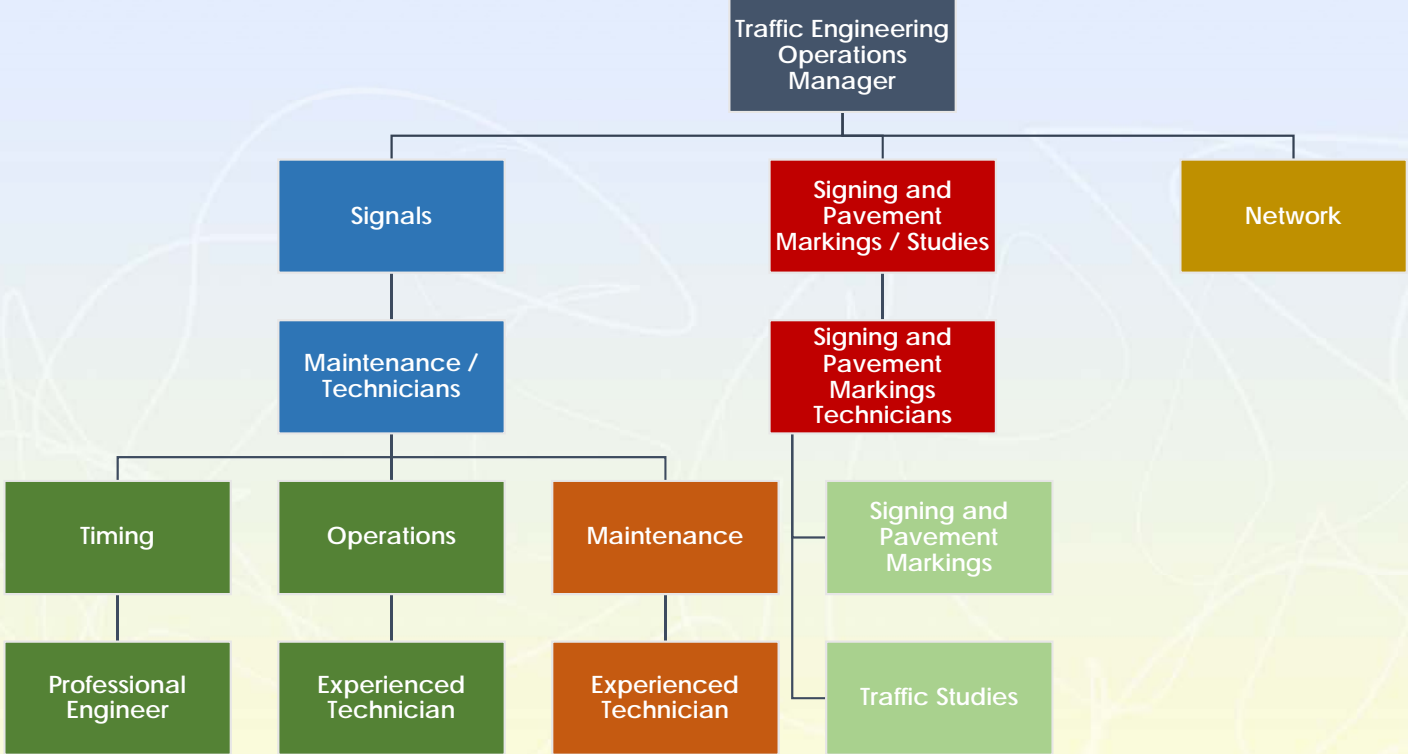 Traffic Engineering
Operations
Manager
Signals
Signing and
Pavement
Markings / Studies
Network
Maintenance /
Technicians
Signing and
Pavement
Markings
Technicians
Timing
Operations
Maintenance
Signing and
Pavement
Markings
Professional
Engineer
Experienced
Technician
Experienced
Technician
Traffic Studies